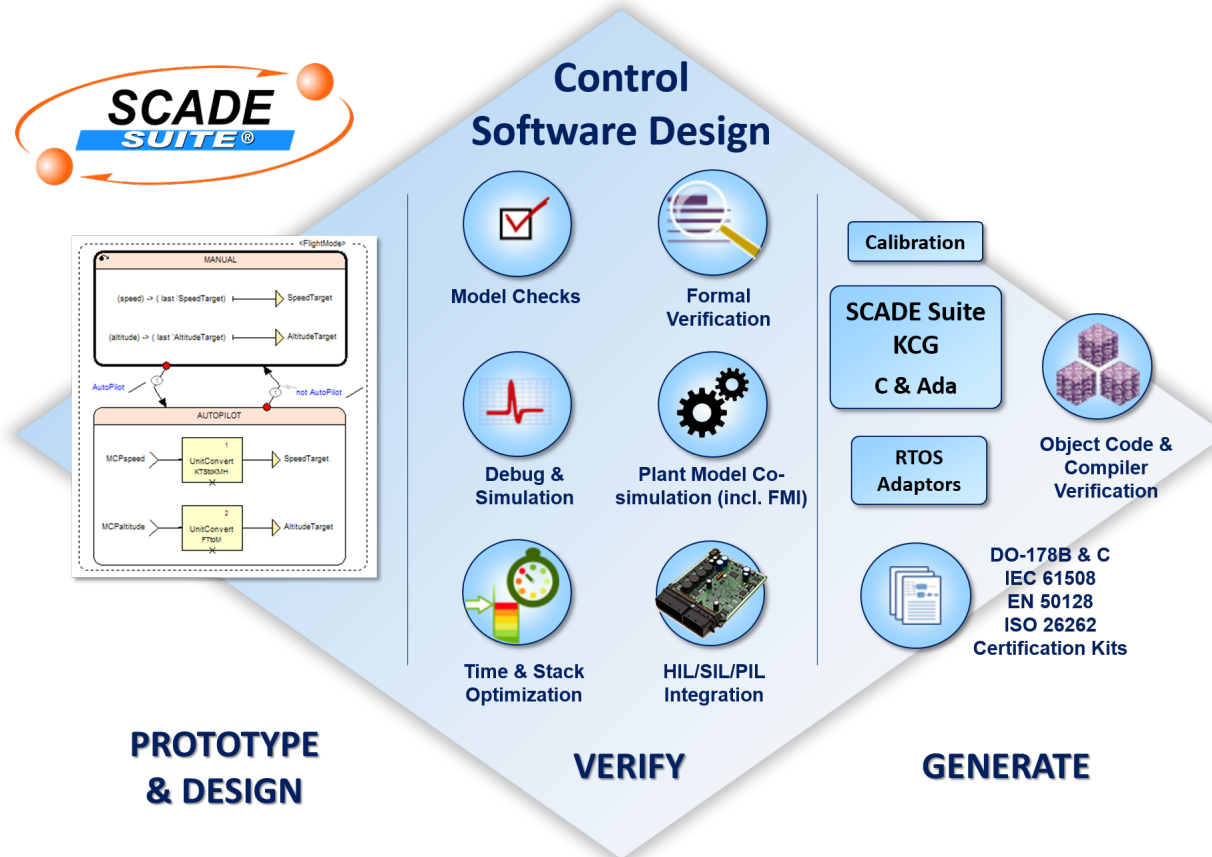 SCADE
SUITE®
Control
Software Design
<FlightMode>
MANUAL
(speed) -> ( last 'SpeedTarget)
SpeedTarget
(altitude) -> ( last 'AltitudeTarget)
AltitudeTarget
AutoPilot
1
1
not AutoPilot
AUTOPILOT
MCPspeed
1
UnitConvert
KTStoKMH
SpeedTarget
MCPaltitude
2
UnitConvert
FTtoM
AltitudeTarget
PROTOTYPE
& DESIGN
Model Checks
Formal
Verification
Debug &
Simulation
Plant Model Co-
simulation (incl. FMI)
Time & Stack
Optimization
HIL/SIL/PIL
Integration
VERIFY
Calibration
SCADE Suite
KCG
C & Ada
RTOS
Adaptors
Object Code &
Compiler
Verification
DO-178B & C
IEC 61508
EN 50128
ISO 26262
Certification Kits
GENERATE